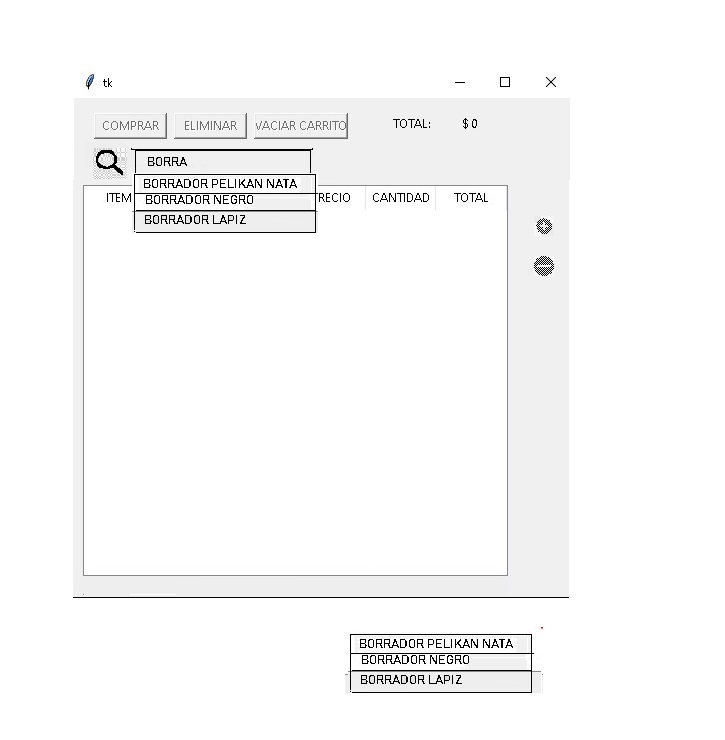 tk
COMPRAR ELIMINAR VACIAR CARRITO TOTAL: $ 0
BORRA
BORRADOR PELIKAN NATA
BORRADOR NEGRO
BORRADOR LAPIZ
ITEM RECIO CANTIDAD TOTAL
BORRADOR PELIKAN NATA
BORRADOR NEGRO
BORRADOR LAPIZ